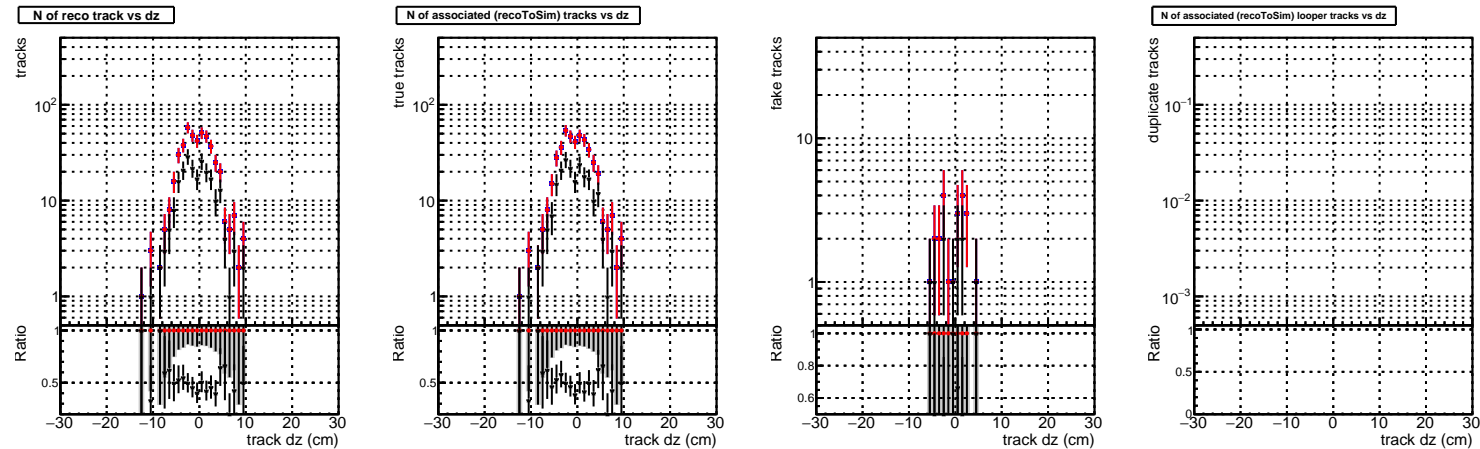 N of reco track vs dz
tracks
10²
10
1
Ratio
1
0.5
−30 −20 −10 0 10 20 30
track dz (cm)
N of associated (recoToSim) tracks vs dz
true tracks
10²
10
1
Ratio
1
0.5
−30 −20 −10 0 10 20 30
track dz (cm)
fake tracks
10
1
Ratio
1
0.8
0.6
−30 −20 −10 0 10 20 30
track dz (cm)
N of associated (recoToSim) looper tracks vs dz
duplicate tracks
10⁻¹
10⁻²
10⁻³
Ratio
1
0.5
0
−30 −20 −10 0 10 20 30
track dz (cm)